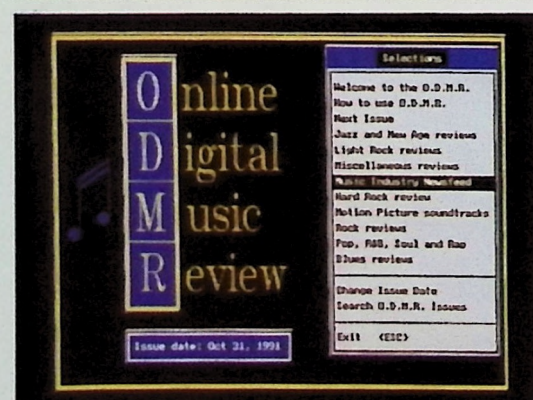 Online
Digital
Music
Review
Issue date: Oct 31, 1991
Selections
Welcome to the O.D.M.R.
How to use O.D.M.R.
Next Issue
Jazz and New Age reviews
Light Rock reviews
Miscellaneous reviews
Music Industry Newsfeed
Hard Rock review
Motion Picture soundtracks
Rock reviews
Pop, R&B, Soul and Rap
Blues reviews
Change Issue Date
Search O.D.M.R. Issues
Exit <ESC>